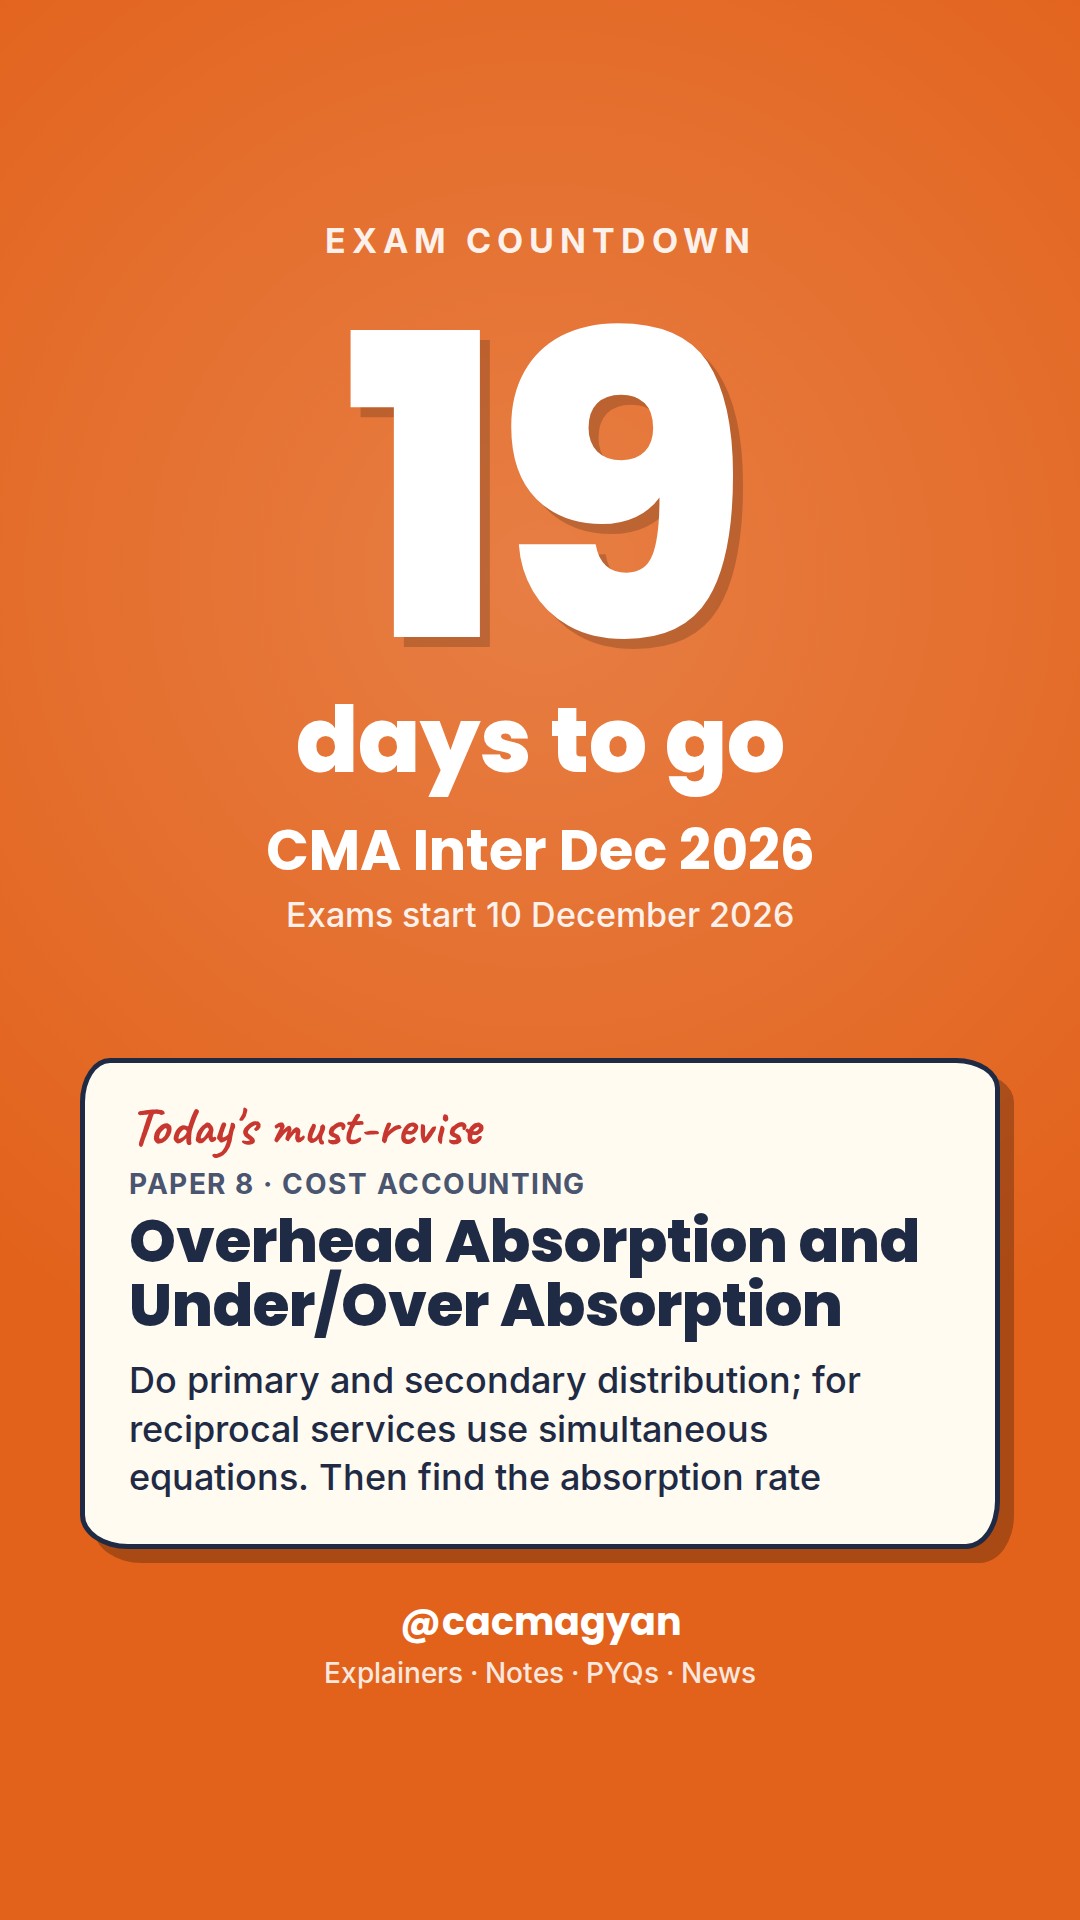 EXAM COUNTDOWN
19
days to go
CMA Inter Dec 2026
Exams start 10 December 2026
Today's must-revise
PAPER 8 · COST ACCOUNTING
Overhead Absorption and
Under/Over Absorption
Do primary and secondary distribution; for
reciprocal services use simultaneous
equations. Then find the absorption rate
@cacmagyan
Explainers · Notes · PYQs · News